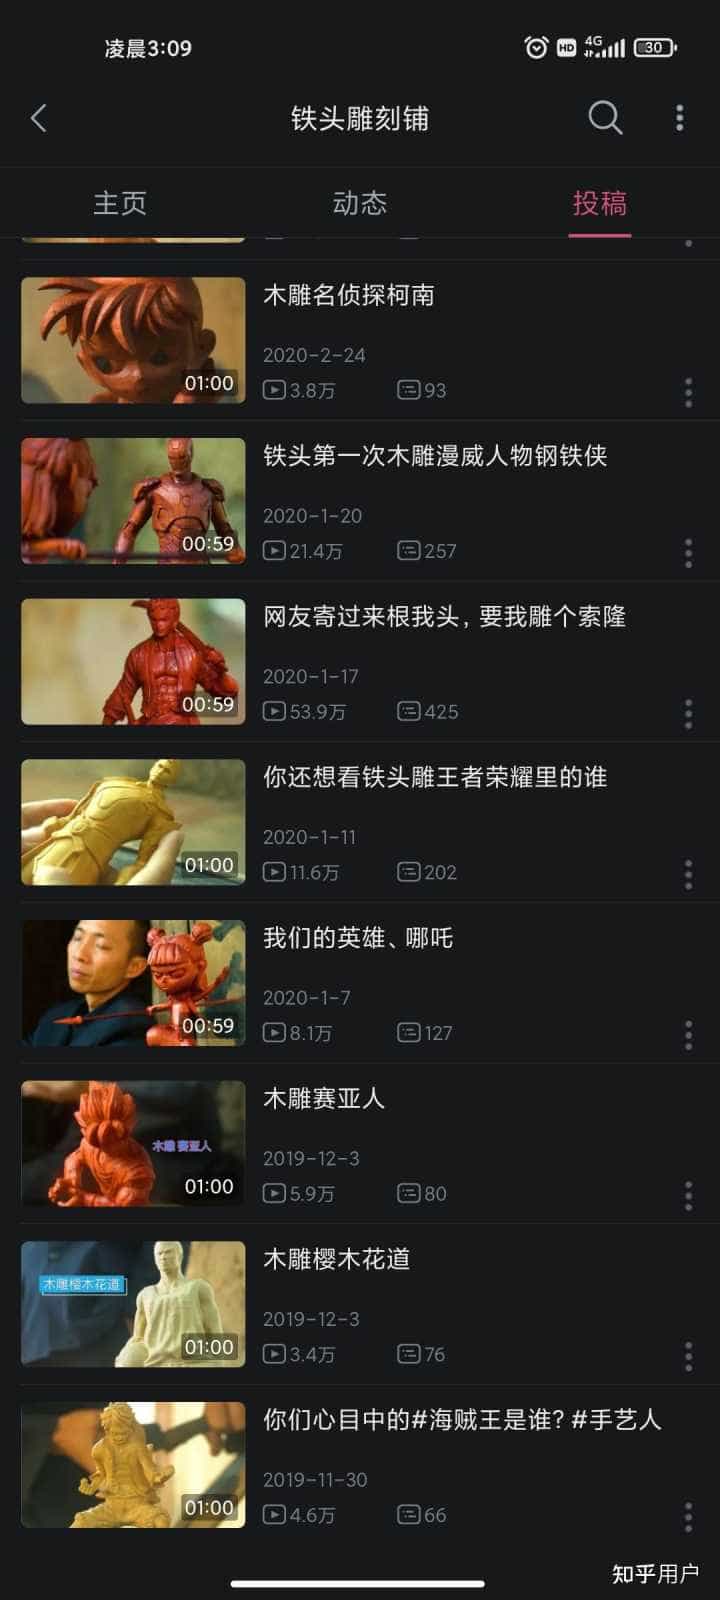 凌晨3:09
HD 4G 30
铁头雕刻铺
主页 动态 投稿
木雕名侦探柯南
2020-2-24
01:00
3.8万 93
铁头第一次木雕漫威人物钢铁侠
2020-1-20
00:59
21.4万 257
网友寄过来根我头，要我雕个索隆
2020-1-17
00:59
53.9万 425
你还想看铁头雕王者荣耀里的谁
2020-1-11
01:00
11.6万 202
我们的英雄、哪吒
2020-1-7
00:59
8.1万 127
木雕赛亚人
木雕赛亚人
2019-12-3
01:00
5.9万 80
木雕樱木花道
木雕樱木花道
2019-12-3
01:00
3.4万 76
你们心目中的#海贼王是谁？#手艺人
2019-11-30
01:00
4.6万 66
知乎用户